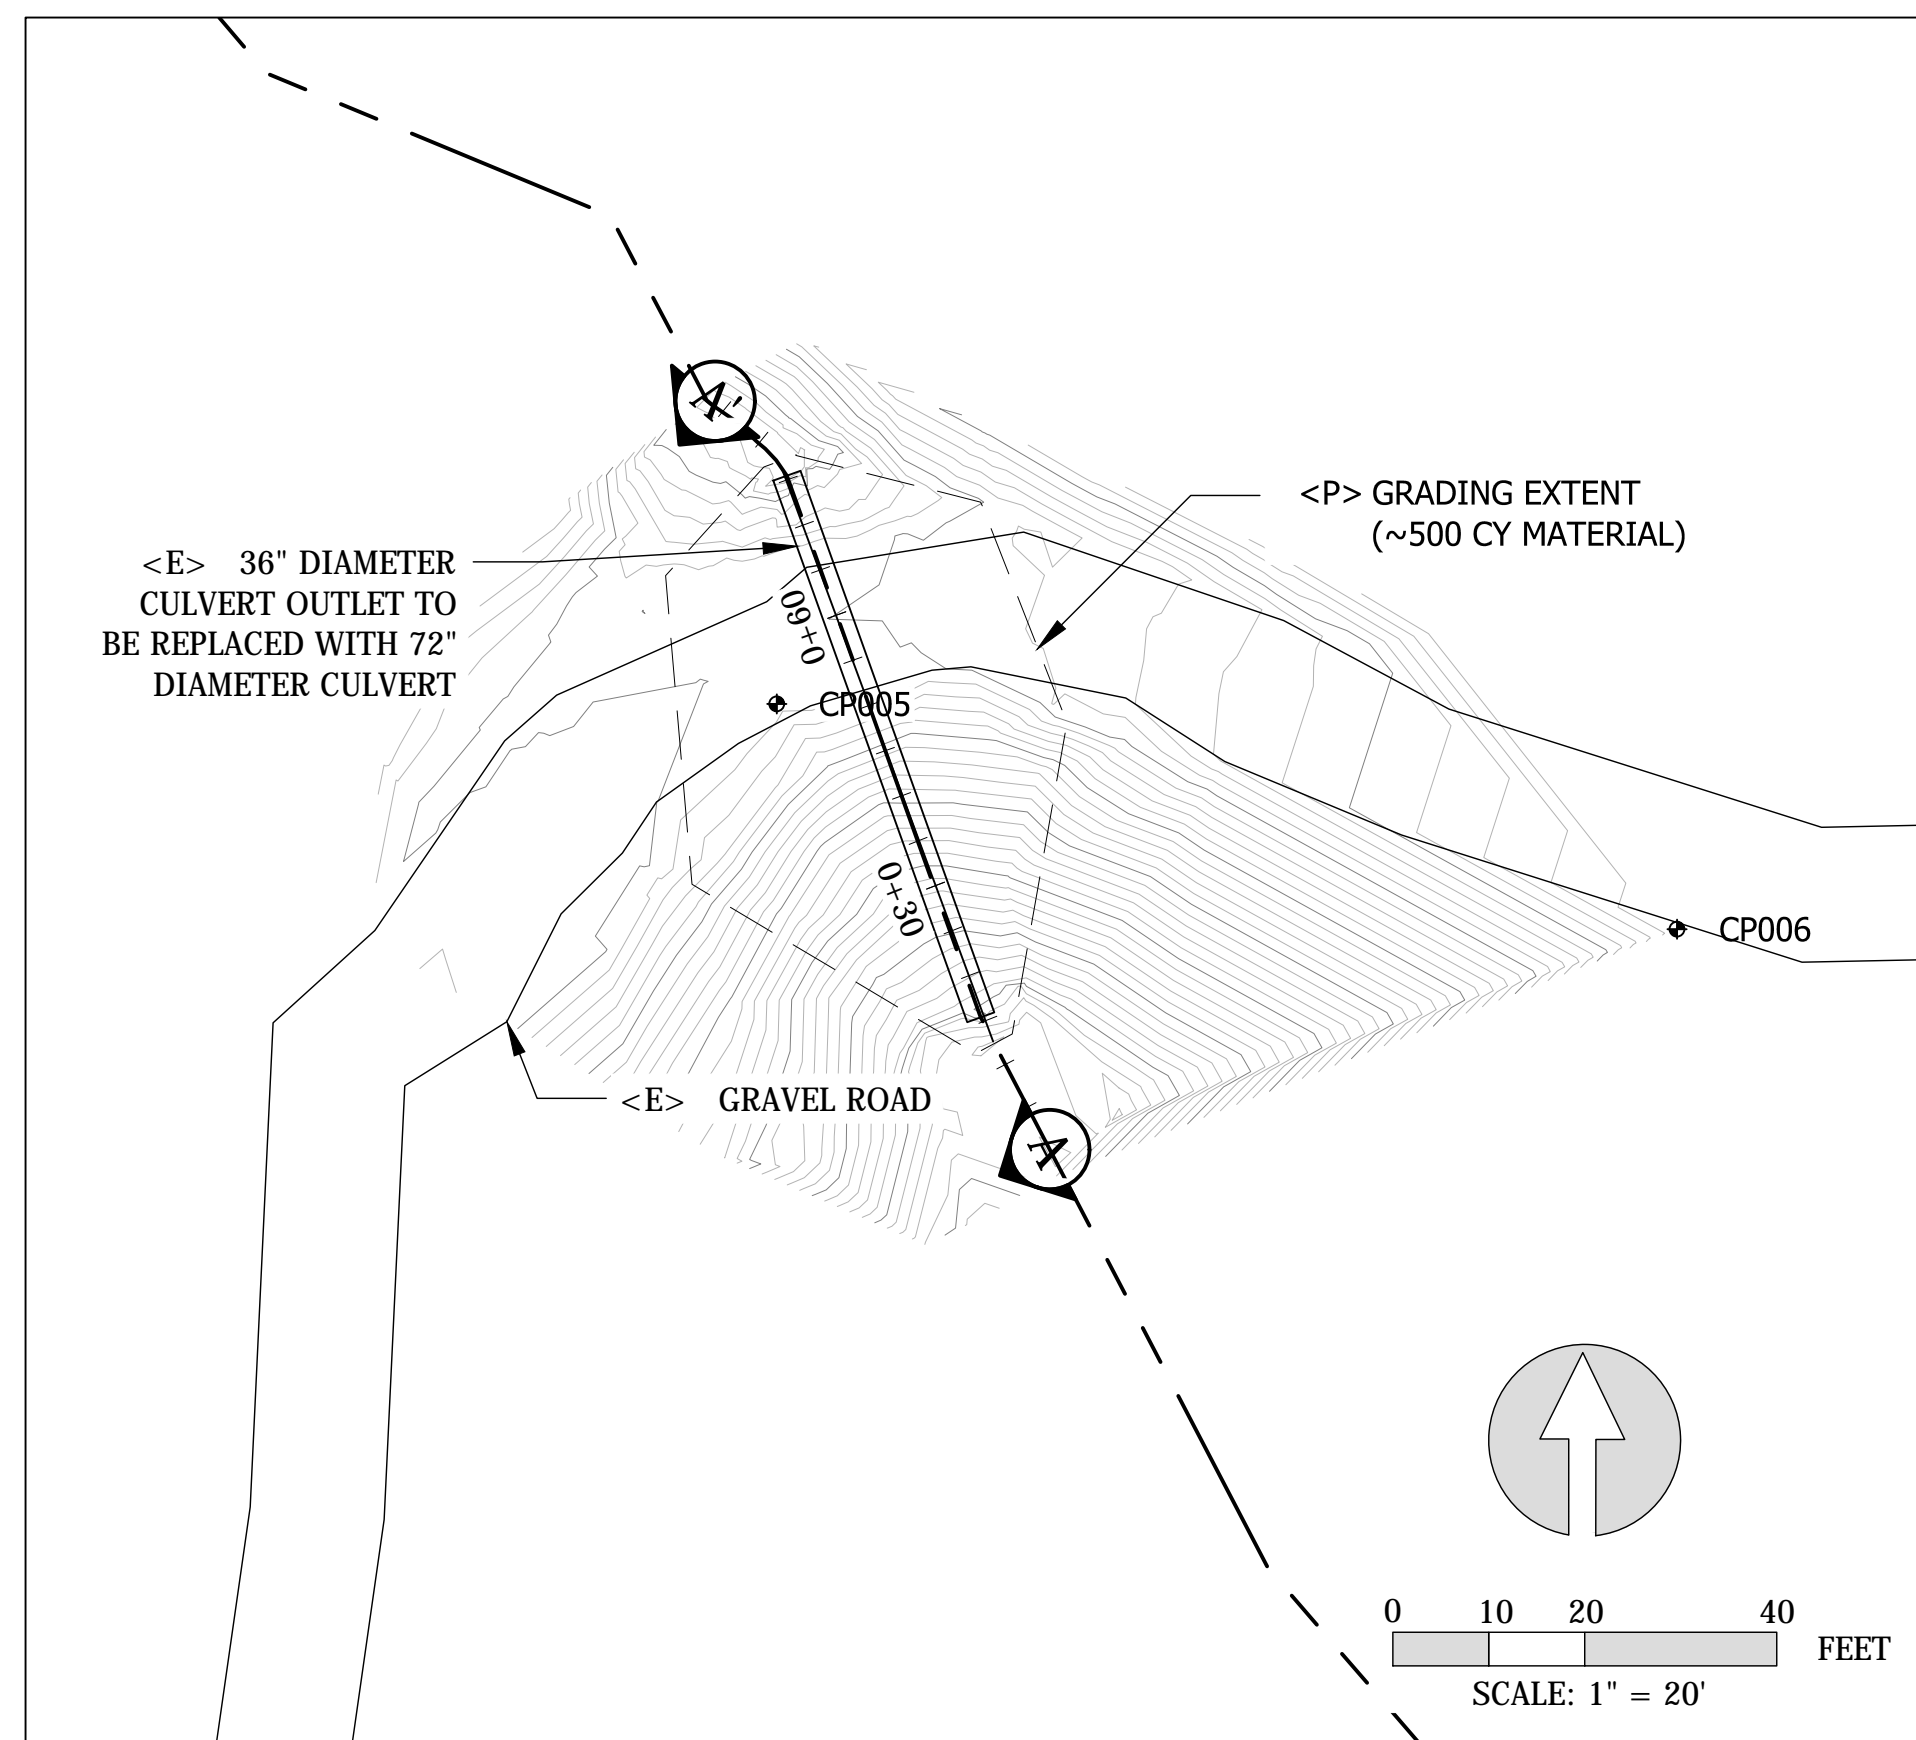 A'
<P> GRADING EXTENT
(~500 CY MATERIAL)
<E> 36" DIAMETER
CULVERT OUTLET TO
BE REPLACED WITH 72"
DIAMETER CULVERT
0+60
CP005
0+30
CP006
<E> GRAVEL ROAD
A
0 10 20 40
FEET
SCALE: 1" = 20'